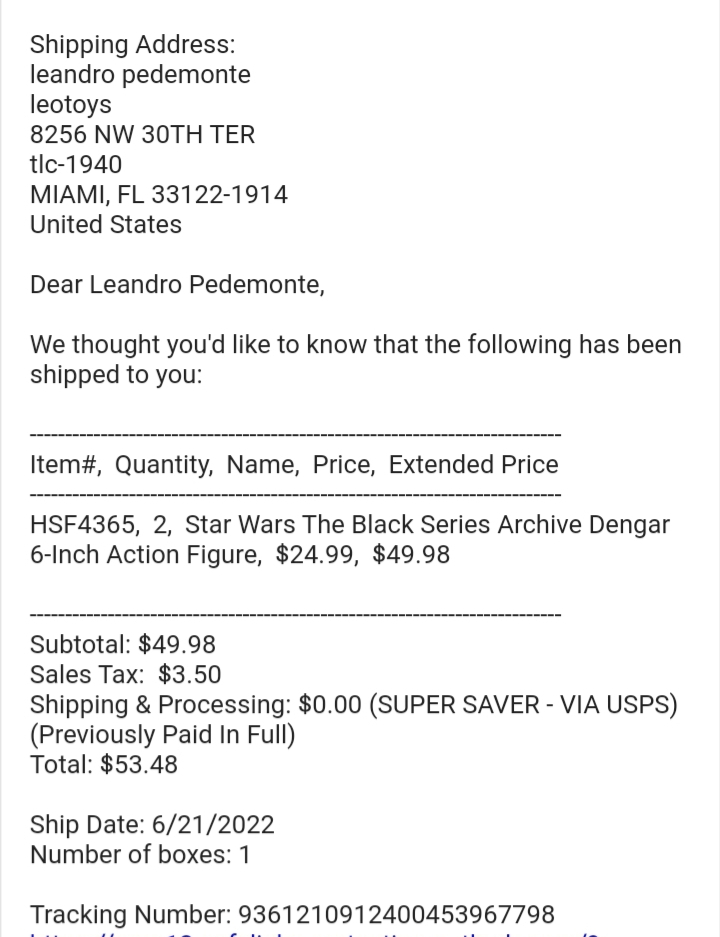 Shipping Address:
leandro pedemonte
leotoys
8256 NW 30TH TER
tlc-1940
MIAMI, FL 33122-1914
United States
Dear Leandro Pedemonte,
We thought you'd like to know that the following has been
shipped to you:
---------------------------------------------------------------------------
Item#,  Quantity,  Name,  Price,  Extended Price
---------------------------------------------------------------------------
HSF4365,  2,  Star Wars The Black Series Archive Dengar
6-Inch Action Figure,  $24.99,  $49.98
---------------------------------------------------------------------------
Subtotal: $49.98
Sales Tax:  $3.50
Shipping & Processing: $0.00 (SUPER SAVER - VIA USPS)
(Previously Paid In Full)
Total: $53.48
Ship Date: 6/21/2022
Number of boxes: 1
Tracking Number: 9361210912400453967798